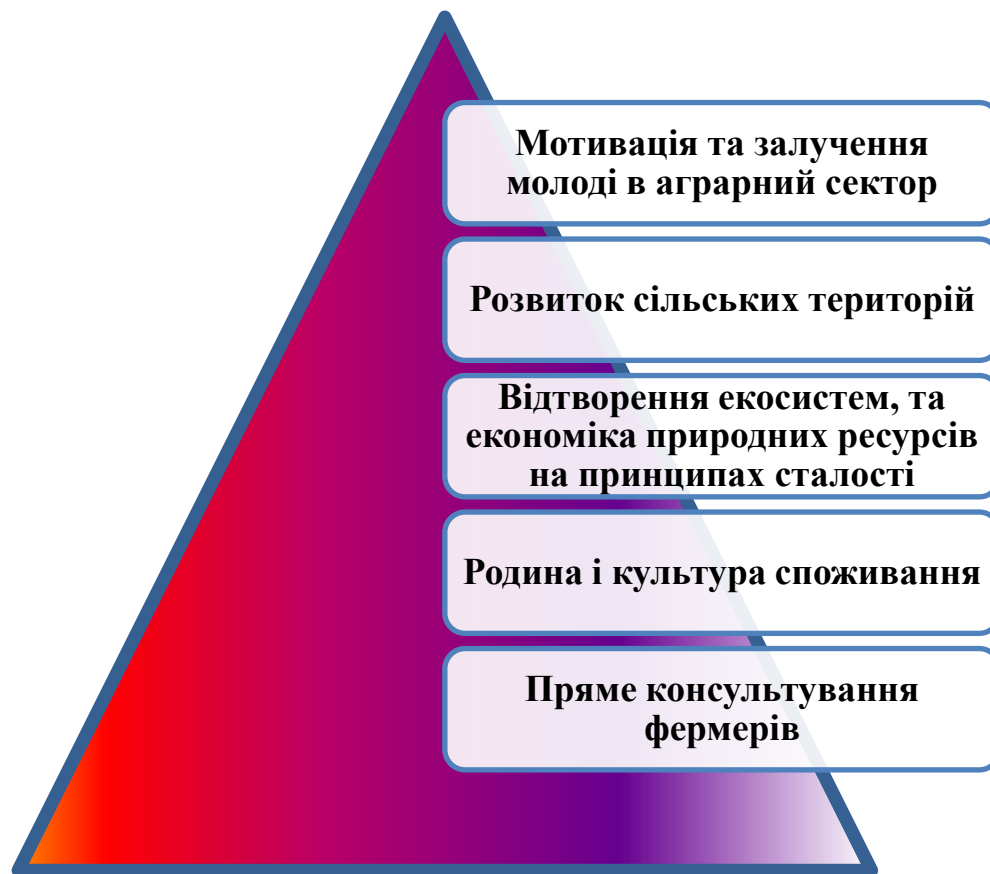 Мотивація та залучення
молоді в аграрний сектор
Розвиток сільських територій
Відтворення екосистем, та
економіка природних ресурсів
на принципах сталості
Родина і культура споживання
Пряме консультування
фермерів